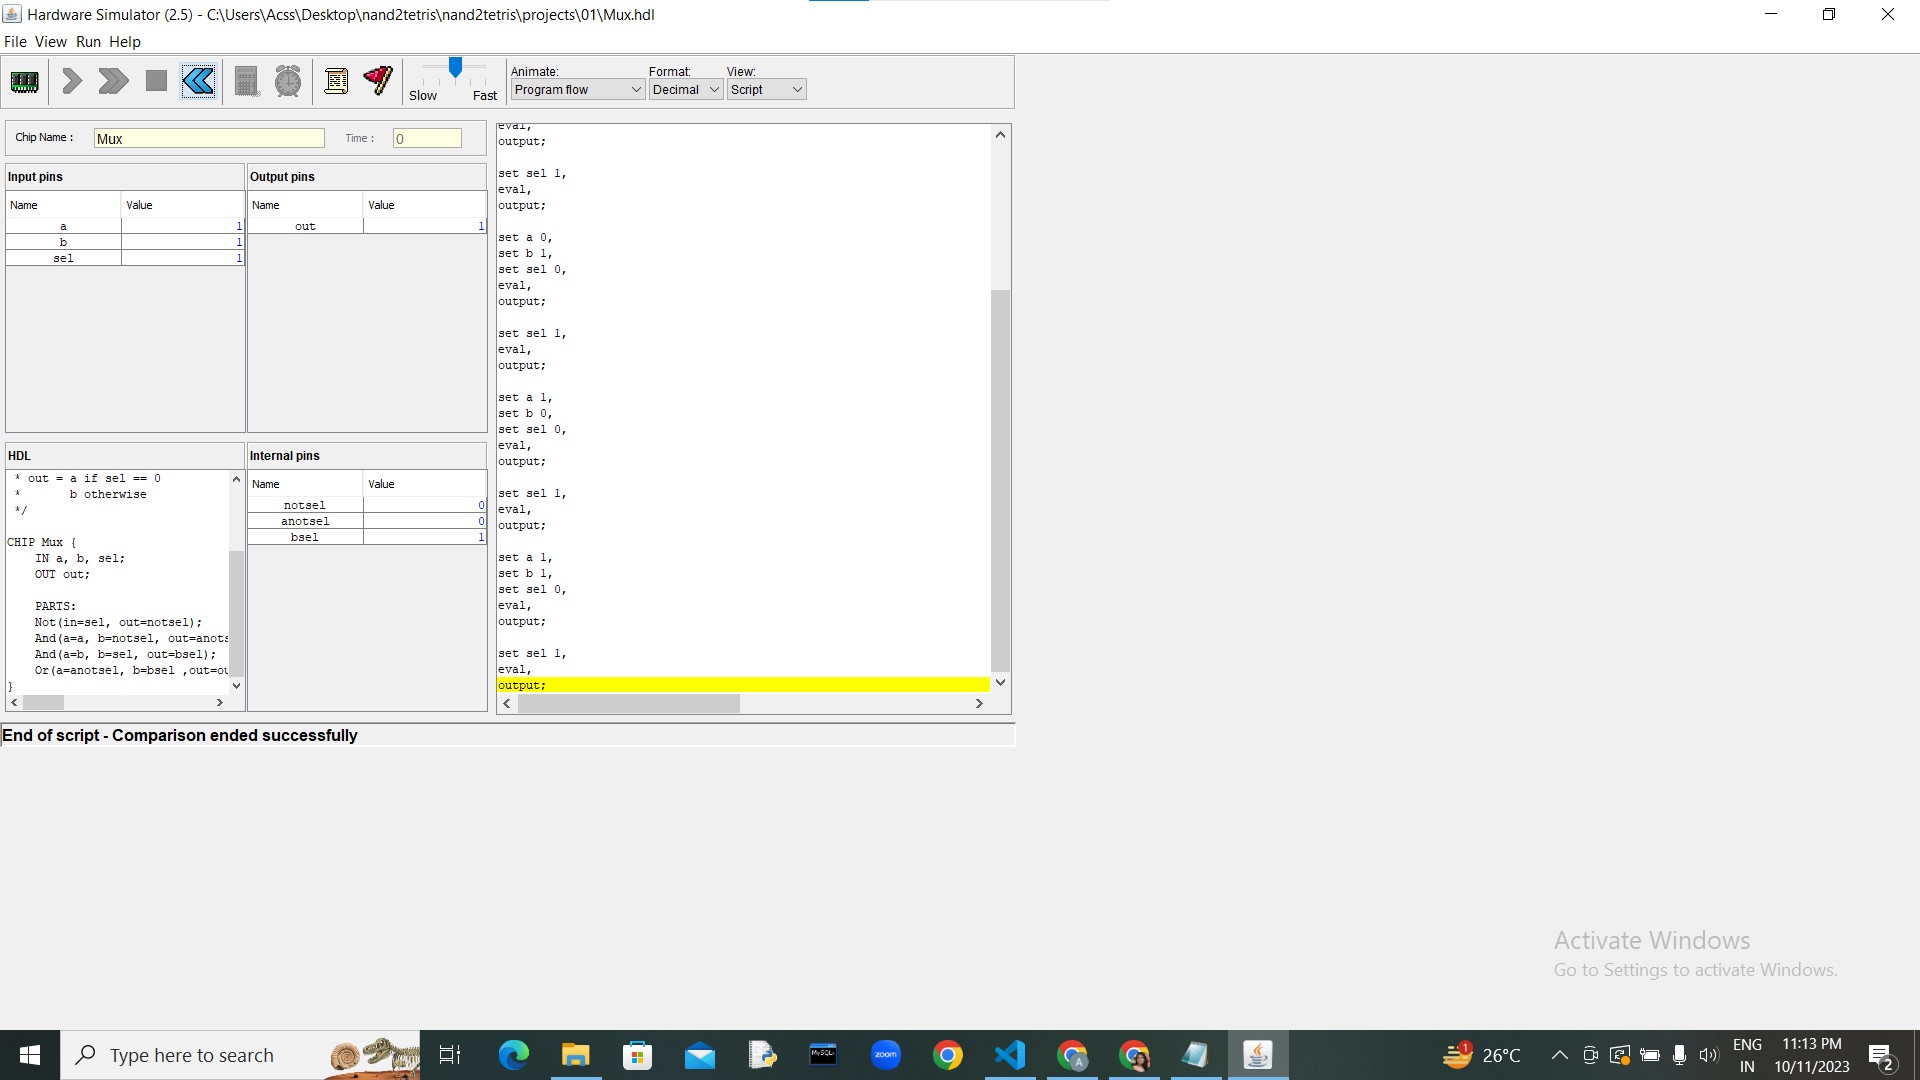 Hardware Simulator (2.5) - C:\Users\Acss\Desktop\nand2tetris\nand2tetris\projects\01\Mux.hdl
File View Run Help
Slow Fast
Animate: Format: View:
Program flow Decimal Script
Chip Name : Mux Time : 0
Input pins
Name Value
a 1
b 1
sel 1
Output pins
Name Value
out 1
HDL
* out = a if sel == 0
* b otherwise
*/
CHIP Mux {
IN a, b, sel;
OUT out;
PARTS:
Not(in=sel, out=notsel);
And(a=a, b=notsel, out=anots
And(a=b, b=sel, out=bsel);
Or(a=anotsel, b=bsel ,out=ou
}
Internal pins
Name Value
notsel 0
anotsel 0
bsel 1
eval,
output;
set sel 1,
eval,
output;
set a 0,
set b 1,
set sel 0,
eval,
output;
set sel 1,
eval,
output;
set a 1,
set b 0,
set sel 0,
eval,
output;
set sel 1,
eval,
output;
set a 1,
set b 1,
set sel 0,
eval,
output;
set sel 1,
eval,
output;
End of script - Comparison ended successfully
Activate Windows
Go to Settings to activate Windows.
Type here to search
MySQL
zoom
A
1
26°C
ENG
IN
11:13 PM
10/11/2023
2